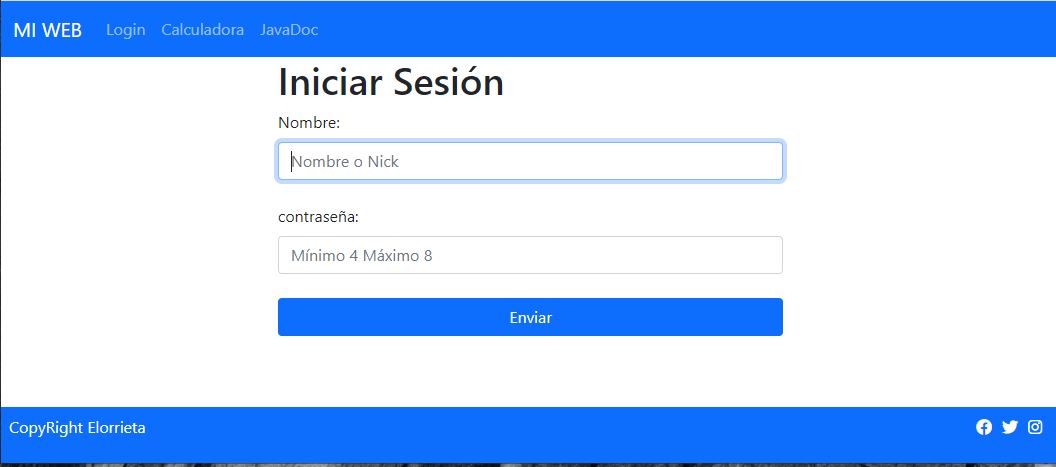 MI WEB Login Calculadora JavaDoc
Iniciar Sesión
Nombre:
Nombre o Nick
contraseña:
Mínimo 4 Máximo 8
Enviar
CopyRight Elorrieta